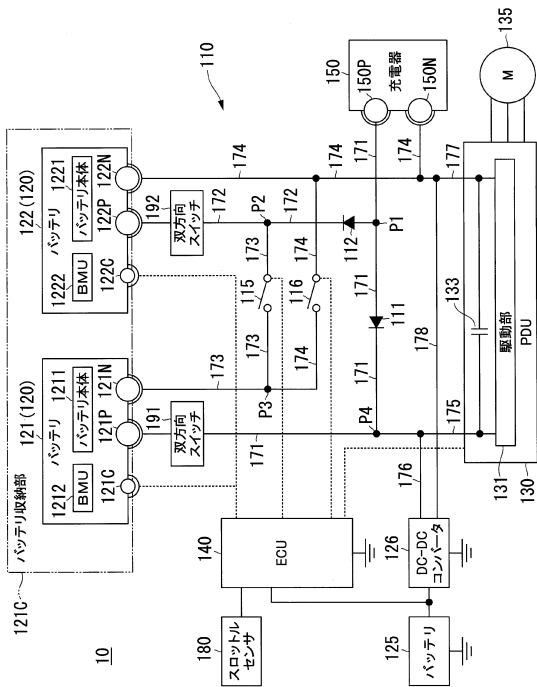 10
バッテリ収納部
121C
121(120)
バッテリ
1212
BMU
1211
バッテリ本体
121C
121P
121N
122(120)
バッテリ
1222
BMU
1221
バッテリ本体
122C
122P
122N
191
双方向
スイッチ
192
双方向
スイッチ
110
171
173
172
174
P2
172
173
115
174
116
173
174
P3
112
P1
171
111
171
P4
174
171
174
150
150P
充電器
150N
135
M
140
ECU
180
スロットル
センサ
125
バッテリ
126
DC-DC
コンバータ
176
178
175
177
133
131
駆動部
PDU
130